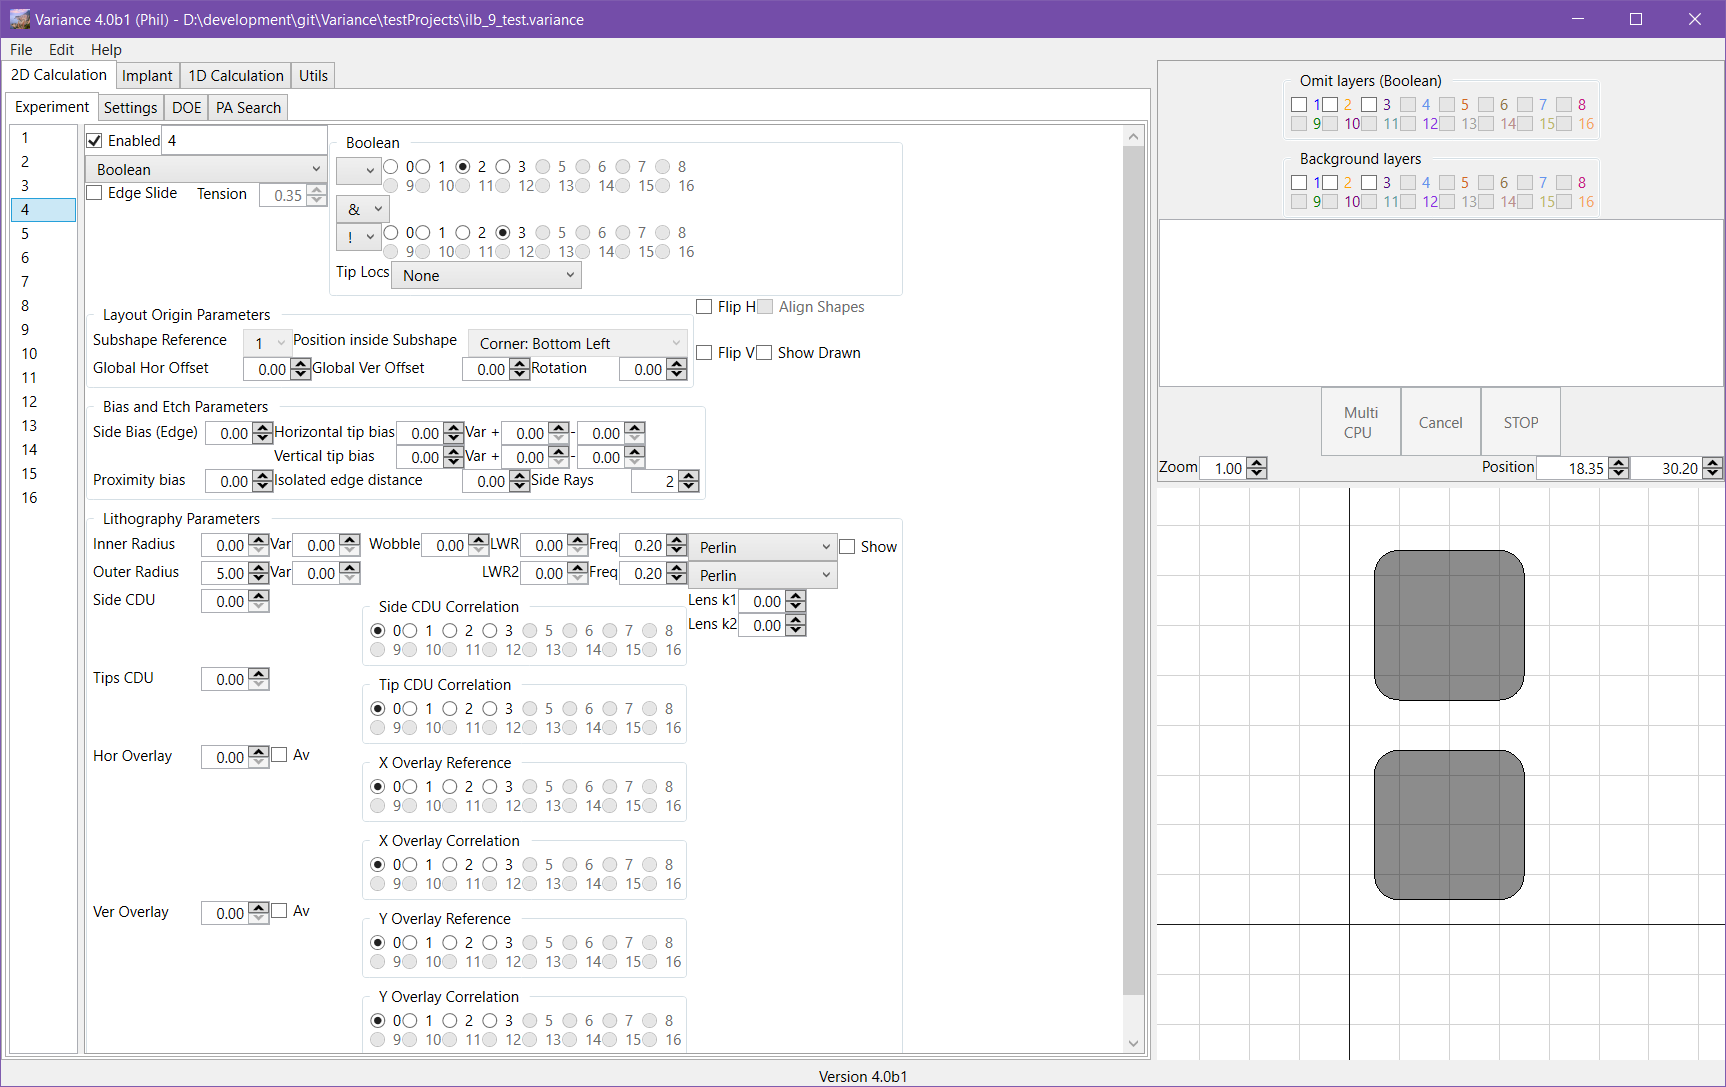 Variance 4.0b1 (Phil) - D:\development\git\Variance\testProjects\ilb_9_test.variance
File Edit Help
2D Calculation Implant 1D Calculation Utils
Experiment Settings DOE PA Search
1
2
3
4
5
6
7
8
9
10
11
12
13
14
15
16
Enabled 4
Boolean
Edge Slide Tension 0.35
Boolean
0 1 2 3 5 6 7 8
9 10 11 12 13 14 15 16
&
! 0 1 2 3 5 6 7 8
9 10 11 12 13 14 15 16
Tip Locs None
Layout Origin Parameters
Subshape Reference 1 Position inside Subshape Corner: Bottom Left
Global Hor Offset 0.00 Global Ver Offset 0.00 Rotation 0.00
Flip H Align Shapes
Flip V Show Drawn
Bias and Etch Parameters
Side Bias (Edge) 0.00 Horizontal tip bias 0.00 Var + 0.00 - 0.00
Vertical tip bias 0.00 Var + 0.00 - 0.00
Proximity bias 0.00 Isolated edge distance 0.00 Side Rays 2
Lithography Parameters
Inner Radius 0.00 Var 0.00 Wobble 0.00 LWR 0.00 Freq 0.20 Perlin Show
Outer Radius 5.00 Var 0.00 LWR2 0.00 Freq 0.20 Perlin
Side CDU 0.00
Side CDU Correlation
0 1 2 3 5 6 7 8
9 10 11 12 13 14 15 16
Lens k1 0.00
Lens k2 0.00
Tips CDU 0.00
Tip CDU Correlation
0 1 2 3 5 6 7 8
9 10 11 12 13 14 15 16
Hor Overlay 0.00 Av
X Overlay Reference
0 1 2 3 5 6 7 8
9 10 11 12 13 14 15 16
X Overlay Correlation
0 1 2 3 5 6 7 8
9 10 11 12 13 14 15 16
Ver Overlay 0.00 Av
Y Overlay Reference
0 1 2 3 5 6 7 8
9 10 11 12 13 14 15 16
Y Overlay Correlation
0 1 2 3 5 6 7 8
9 10 11 12 13 14 15 16
Omit layers (Boolean)
1 2 3 4 5 6 7 8
9 10 11 12 13 14 15 16
Background layers
1 2 3 4 5 6 7 8
9 10 11 12 13 14 15 16
Multi CPU Cancel STOP
Zoom 1.00 Position 18.35 30.20
Version 4.0b1